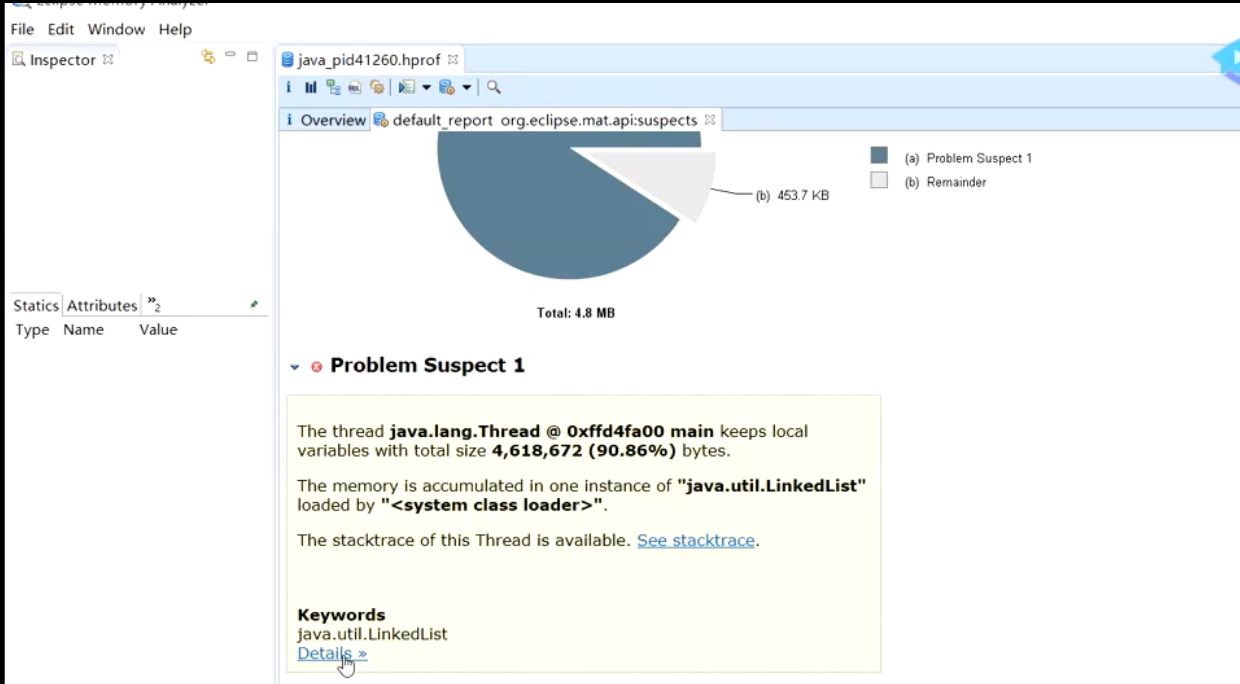 Eclipse Memory Analyzer
File Edit Window Help
Inspector
java_pid41260.hprof
i Overview default_report org.eclipse.mat.api:suspects
(a) Problem Suspect 1
(b) Remainder
(b) 453.7 KB
Total: 4.8 MB
Statics Attributes »2
Type Name Value
Problem Suspect 1
The thread java.lang.Thread @ 0xffd4fa00 main keeps local
variables with total size 4,618,672 (90.86%) bytes.
The memory is accumulated in one instance of "java.util.LinkedList"
loaded by "<system class loader>".
The stacktrace of this Thread is available. See stacktrace.
Keywords
java.util.LinkedList
Details »